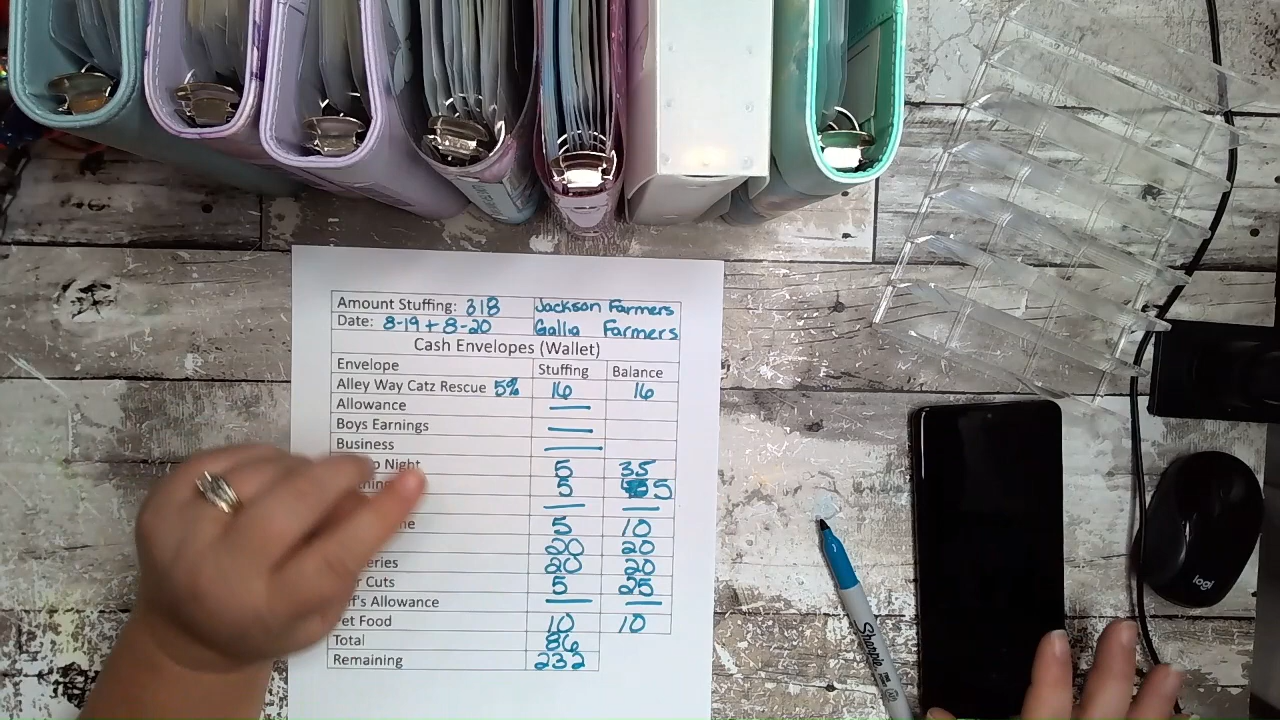 Amount Stuffing: 318 Jackson Farmers
Date: 8-19 + 8-20 Gallia Farmers
Cash Envelopes (Wallet)
Envelope Stuffing Balance
Alley Way Catz Rescue 5% 16 16
Allowance —
Boys Earnings —
Business —
Night 5 35
5 5
— —
5 10
20 20
20 20
Cuts 5 25
Allowance — —
Pet Food 10 10
Total 86
Remaining 232
Sharpie
logi